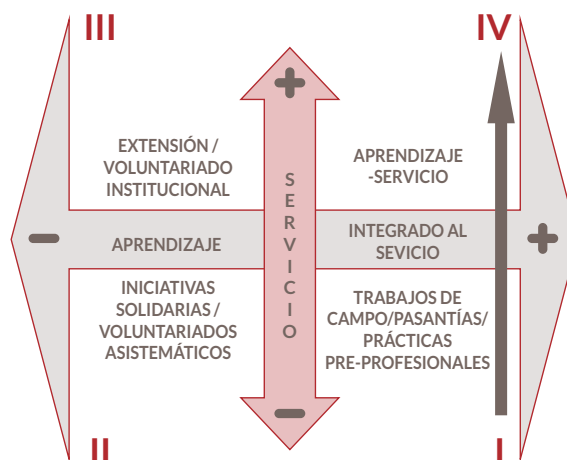 III
IV
+
EXTENSIÓN /
VOLUNTARIADO
INSTITUCIONAL
APRENDIZAJE
-SERVICIO
SERVICIO
−
APRENDIZAJE
INTEGRADO AL
SEVICIO
+
INICIATIVAS
SOLIDARIAS /
VOLUNTARIADOS
ASISTEMÁTICOS
TRABAJOS DE
CAMPO/PASANTÍAS/
PRÁCTICAS
PRE-PROFESIONALES
−
II
I